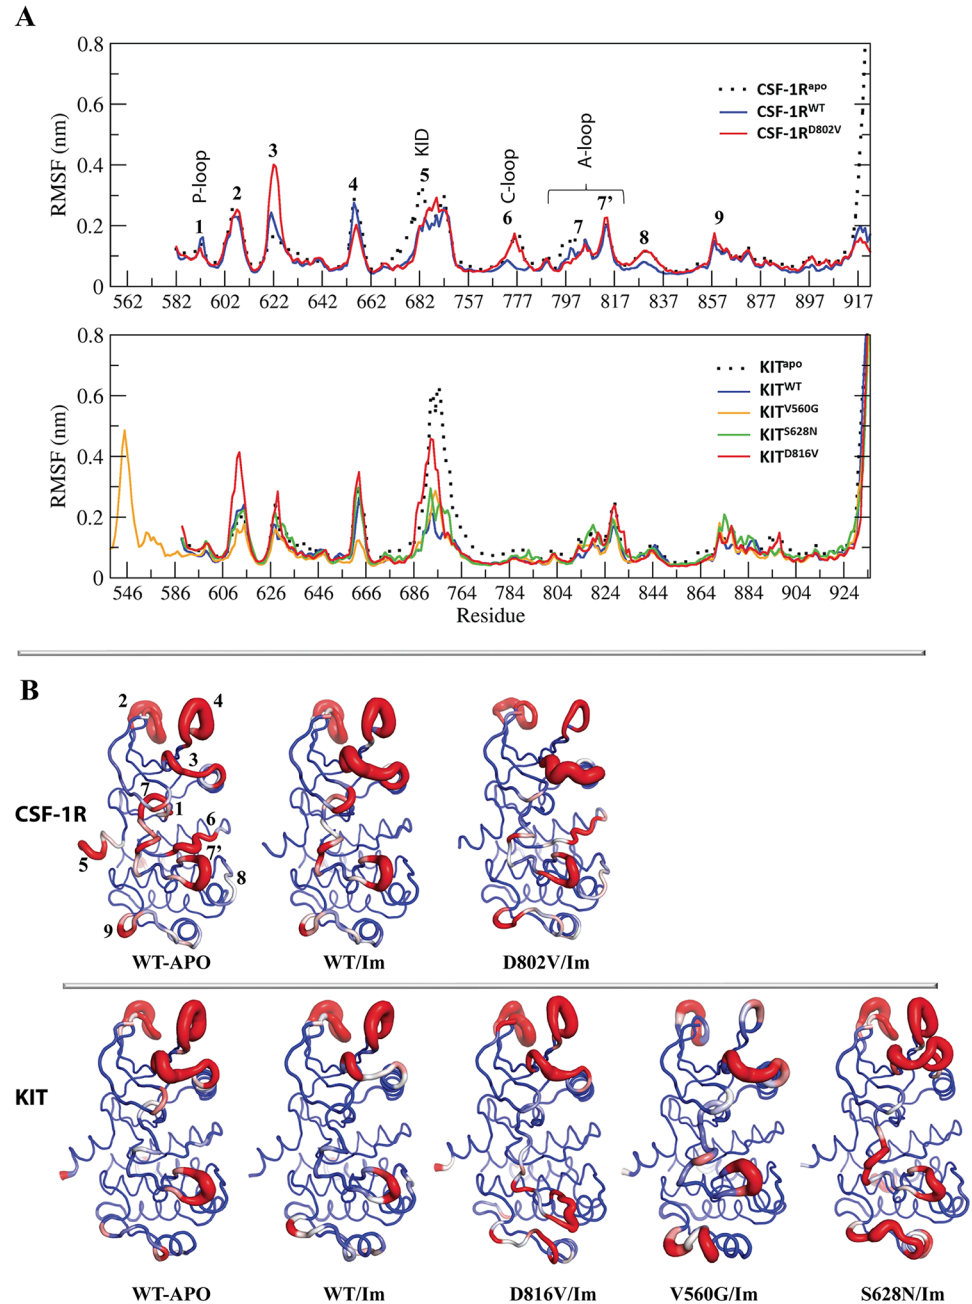 A
RMSF (nm)
0.8
0.6
0.4
0.2
0
P-loop
KID
C-loop
A-loop
1
2
3
4
5
6
7
7’
8
9
CSF-1Rapo
CSF-1RWT
CSF-1RD802V
562 582 602 622 642 662 682 757 777 797 817 837 857 877 897 917
RMSF (nm)
0.8
0.6
0.4
0.2
0
KITapo
KITWT
KITV560G
KITS628N
KITD816V
546 586 606 626 646 666 686 764 784 804 824 844 864 884 904 924
Residue
B
CSF-1R
2
4
3
7
1
6
5
7’
8
9
WT-APO WT/Im D802V/Im
KIT
WT-APO WT/Im D816V/Im V560G/Im S628N/Im